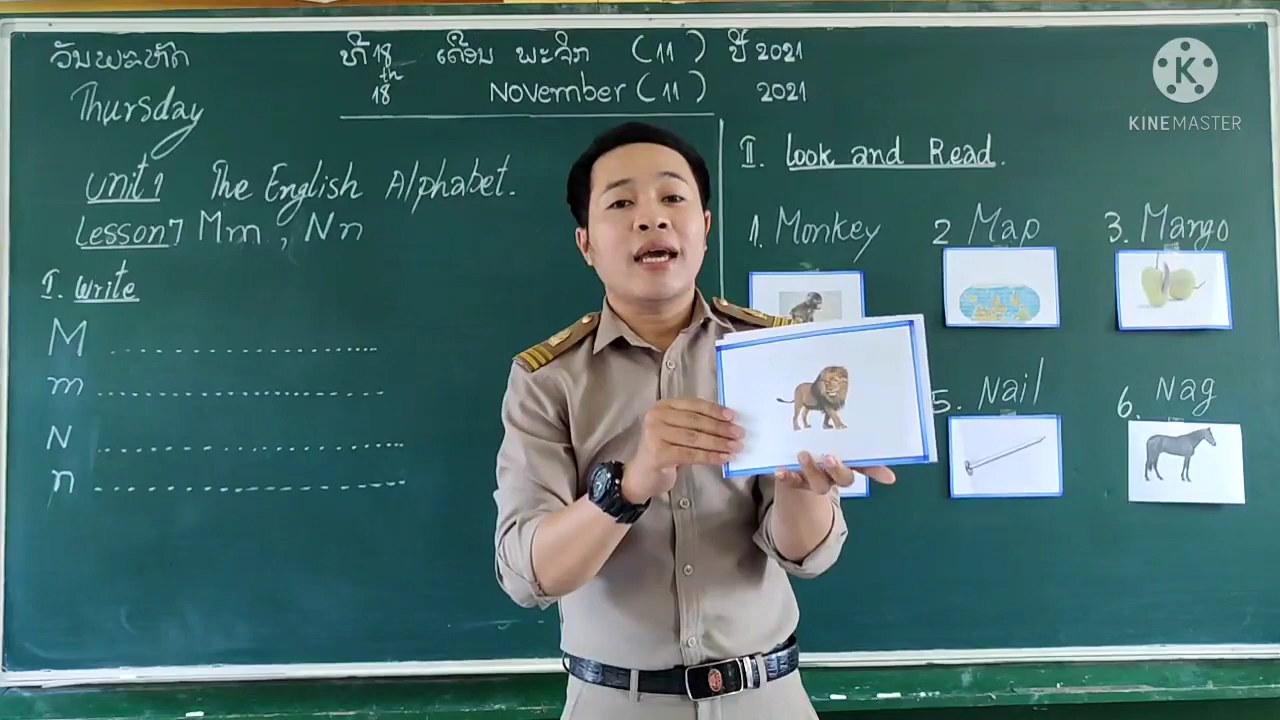 ວັນພະຫັດ
ທີ 18 ເດືອນ ພະຈິກ (11) ປີ 2021
Thursday
18th November (11) 2021
Unit 1 The English Alphabet.
Lesson 7 Mm, Nn
I. Write
M
m
N
n
II. Look and Read.
1. Monkey
2 Map
3. Mango
5. Nail
6. Nag
K
KINEMASTER